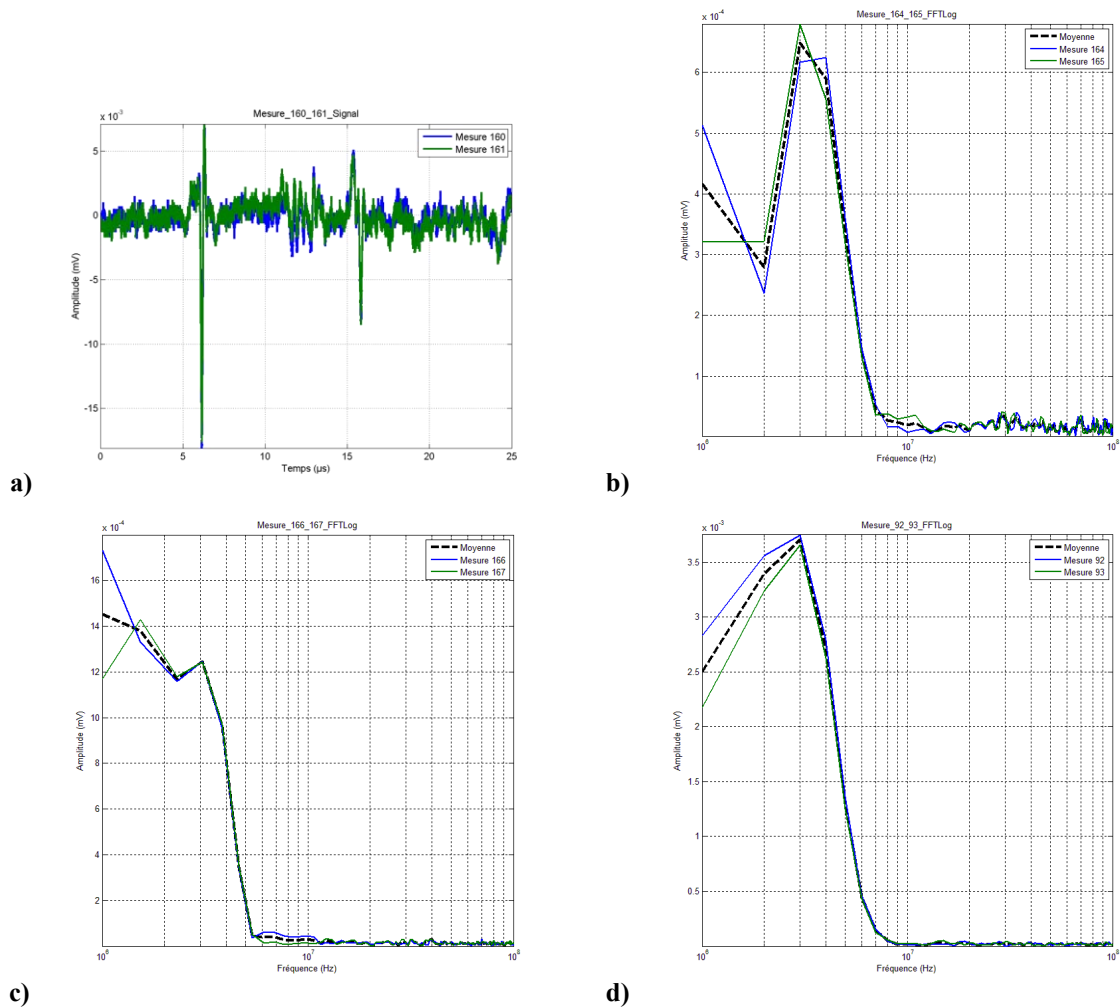 Mesure_160_161_Signal
x 10⁻³
Mesure 160
Mesure 161
5
0
-5
-10
-15
Amplitude (mV)
0
5
10
15
20
25
Temps (µs)
a)
Mesure_164_165_FFTLog
x 10⁻⁴
Moyenne
Mesure 164
Mesure 165
6
5
4
3
2
1
Amplitude (mV)
10⁶
10⁷
10⁸
Fréquence (Hz)
b)
Mesure_166_167_FFTLog
x 10⁻⁴
Moyenne
Mesure 166
Mesure 167
16
14
12
10
8
6
4
2
Amplitude (mV)
10⁶
10⁷
10⁸
Fréquence (Hz)
c)
Mesure_92_93_FFTLog
x 10⁻³
Moyenne
Mesure 92
Mesure 93
3.5
3
2.5
2
1.5
1
0.5
Amplitude (mV)
10⁶
10⁷
10⁸
Fréquence (Hz)
d)